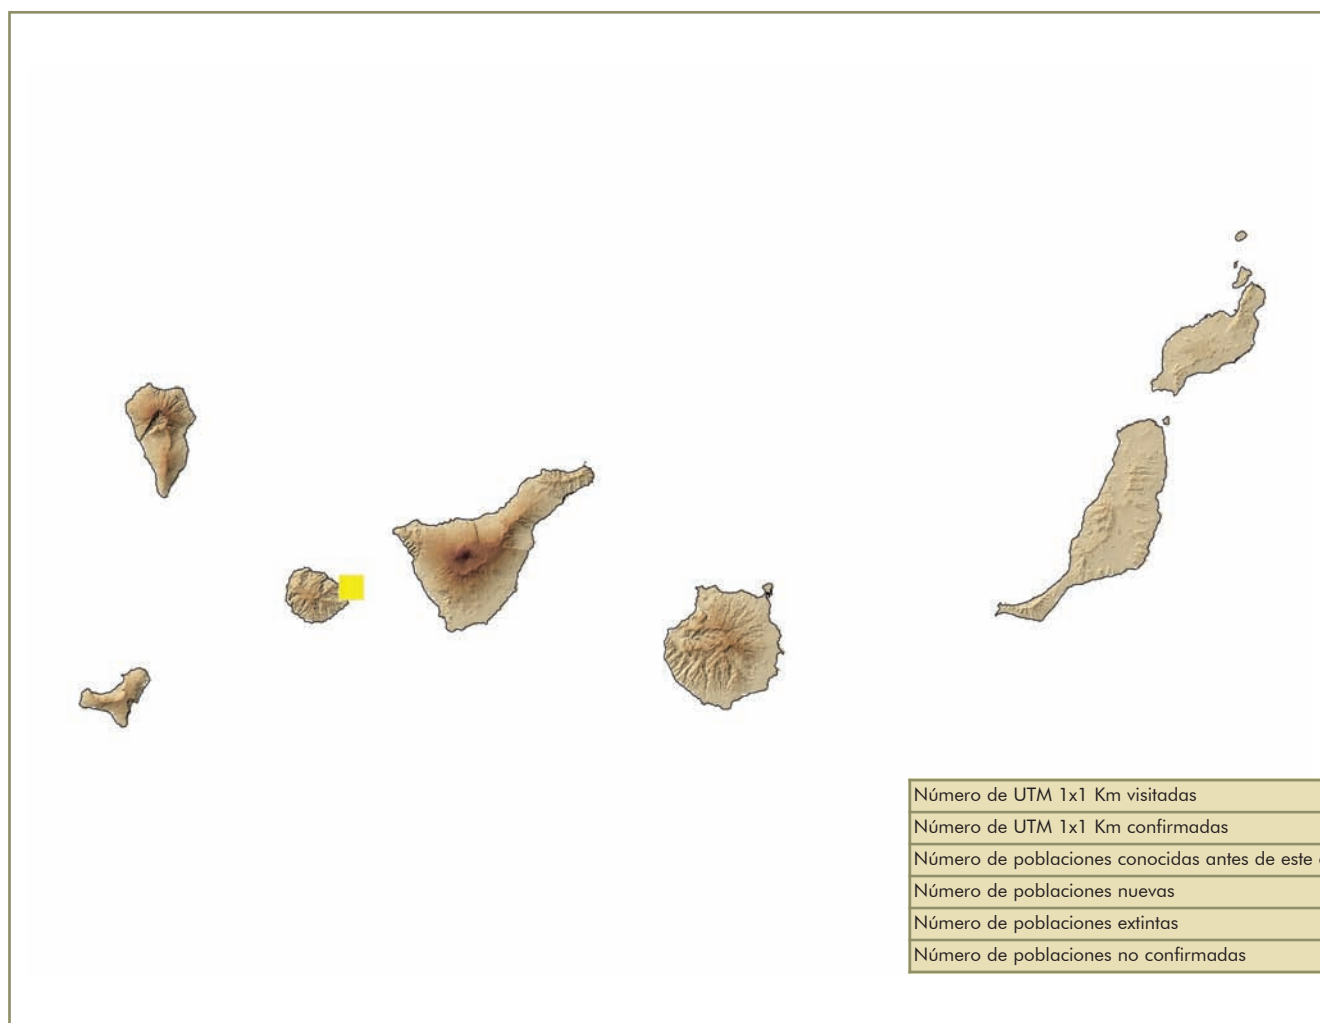 Número de UTM 1x1 Km visitadas
Número de UTM 1x1 Km confirmadas
Número de poblaciones conocidas antes de este
Número de poblaciones nuevas
Número de poblaciones extintas
Número de poblaciones no confirmadas